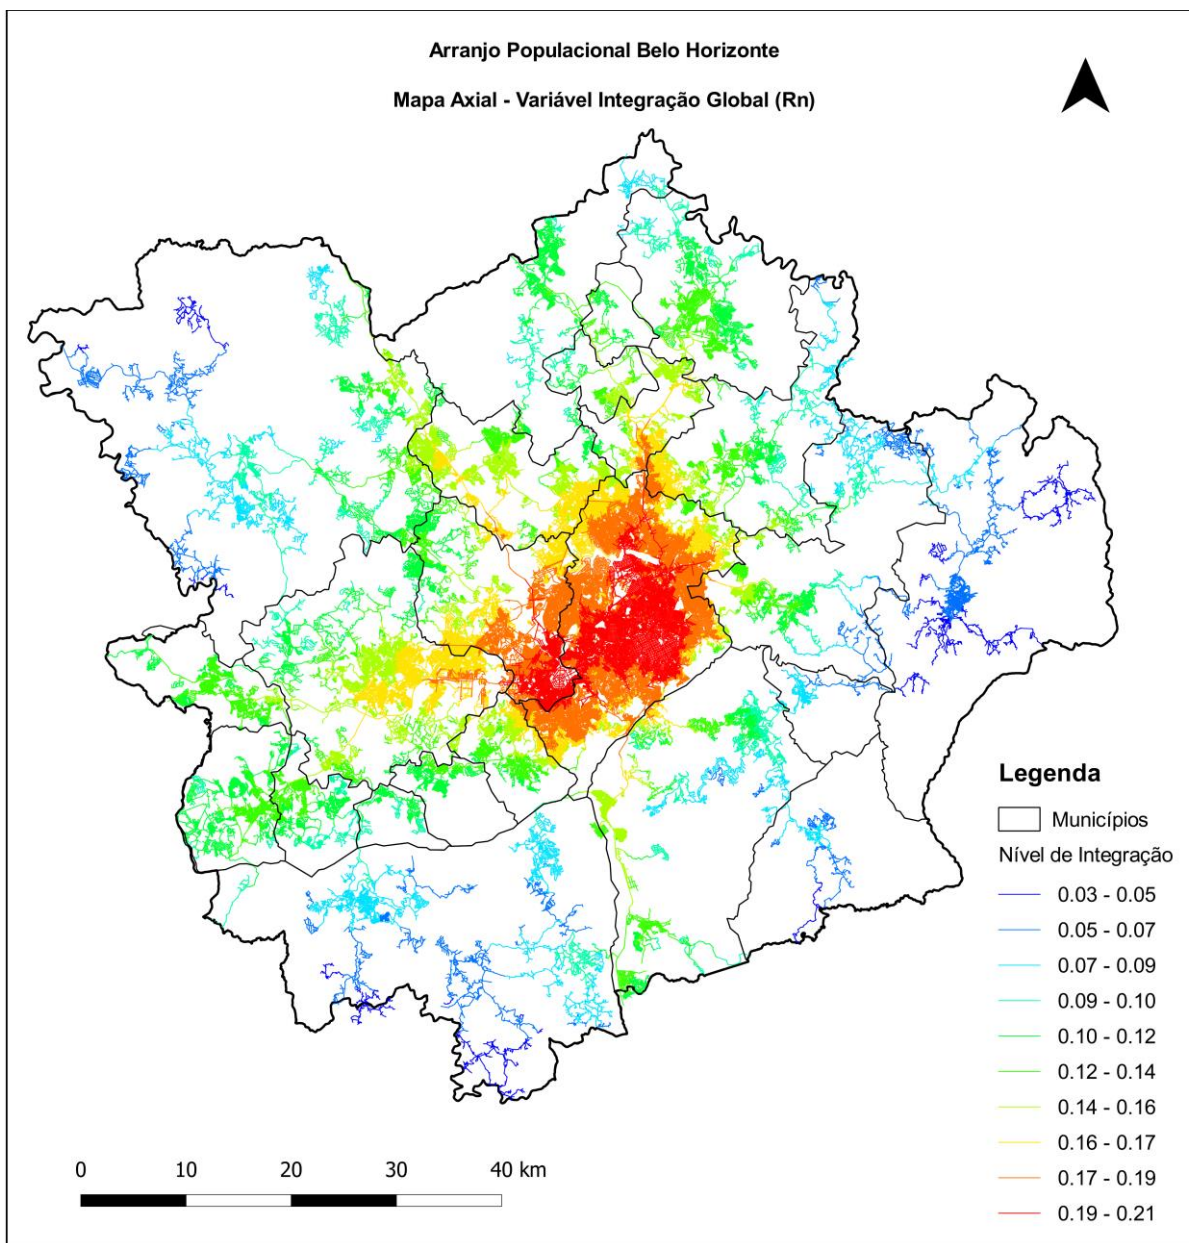 Arranjo Populacional Belo Horizonte
Mapa Axial - Variável Integração Global (Rn)
Legenda
Municípios
Nível de Integração
0.03 - 0.05
0.05 - 0.07
0.07 - 0.09
0.09 - 0.10
0.10 - 0.12
0.12 - 0.14
0.14 - 0.16
0.16 - 0.17
0.17 - 0.19
0.19 - 0.21
0 10 20 30 40 km